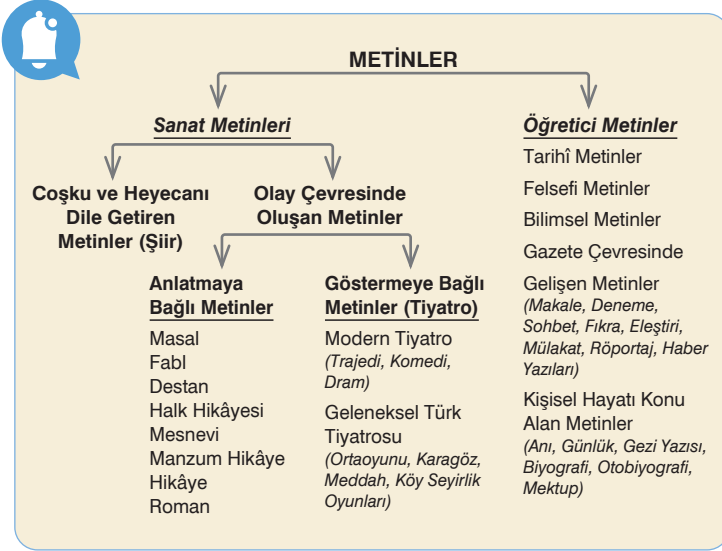 METİNLER
Sanat Metinleri
Coşku ve Heyecanı
Dile Getiren
Metinler (Şiir)
Olay Çevresinde
Oluşan Metinler
Anlatmaya
Bağlı Metinler
Masal
Fabl
Destan
Halk Hikâyesi
Mesnevi
Manzum Hikâye
Hikâye
Roman
Göstermeye Bağlı
Metinler (Tiyatro)
Modern Tiyatro
(Trajedi, Komedi,
Dram)
Geleneksel Türk
Tiyatrosu
(Ortaoyunu, Karagöz,
Meddah, Köy Seyirlik
Oyunları)
Öğretici Metinler
Tarihî Metinler
Felsefi Metinler
Bilimsel Metinler
Gazete Çevresinde
Gelişen Metinler
(Makale, Deneme,
Sohbet, Fıkra, Eleştiri,
Mülakat, Röportaj, Haber
Yazıları)
Kişisel Hayatı Konu
Alan Metinler
(Anı, Günlük, Gezi Yazısı,
Biyografi, Otobiyografi,
Mektup)